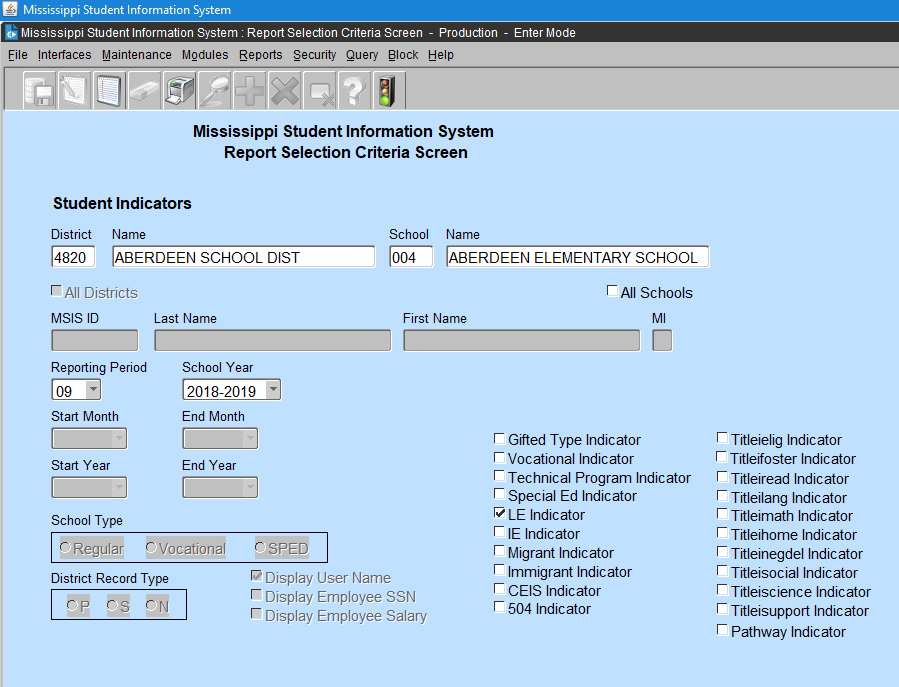 Mississippi Student Information System
Mississippi Student Information System : Report Selection Criteria Screen - Production - Enter Mode
File Interfaces Maintenance Modules Reports Security Query Block Help
Mississippi Student Information System
Report Selection Criteria Screen
Student Indicators
District Name School Name
4820 ABERDEEN SCHOOL DIST 004 ABERDEEN ELEMENTARY SCHOOL
All Districts All Schools
MSIS ID Last Name First Name MI
Reporting Period School Year
09 2018-2019
Start Month End Month
Start Year End Year
School Type
Regular Vocational SPED
District Record Type
P S N
Display User Name
Display Employee SSN
Display Employee Salary
Gifted Type Indicator
Vocational Indicator
Technical Program Indicator
Special Ed Indicator
LE Indicator
IE Indicator
Migrant Indicator
Immigrant Indicator
CEIS Indicator
504 Indicator
Titleielig Indicator
Titleifoster Indicator
Titleiread Indicator
Titleilang Indicator
Titleimath Indicator
Titleihome Indicator
Titleinegdel Indicator
Titleisocial Indicator
Titleiscience Indicator
Titleisupport Indicator
Pathway Indicator